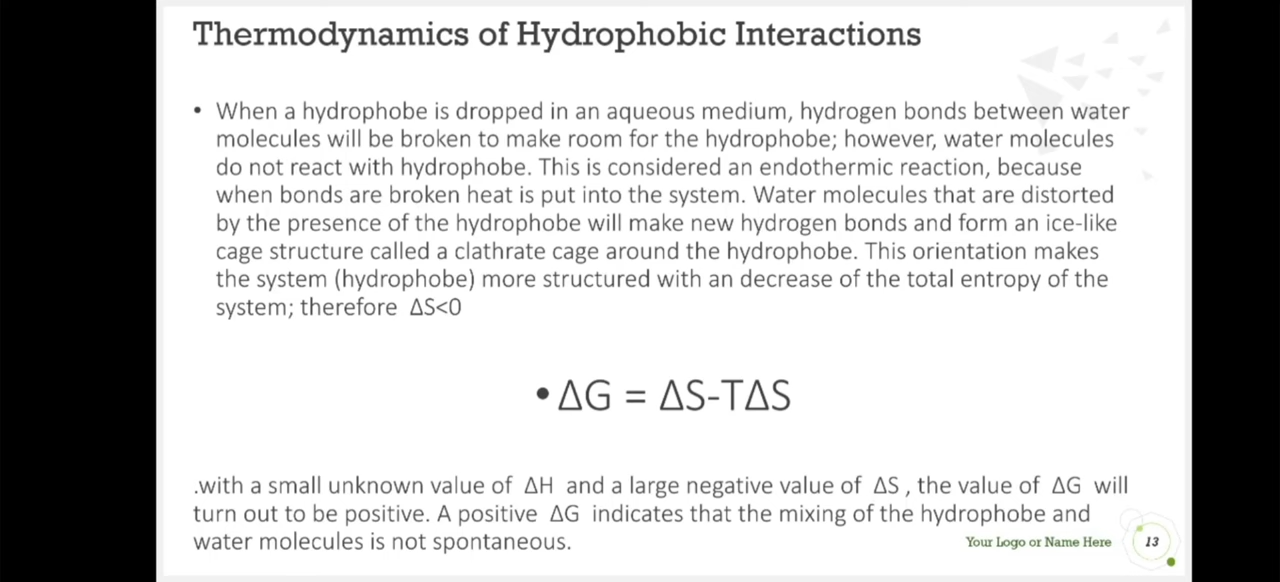 Thermodynamics of Hydrophobic Interactions
• When a hydrophobe is dropped in an aqueous medium, hydrogen bonds between water
molecules will be broken to make room for the hydrophobe; however, water molecules
do not react with hydrophobe. This is considered an endothermic reaction, because
when bonds are broken heat is put into the system. Water molecules that are distorted
by the presence of the hydrophobe will make new hydrogen bonds and form an ice-like
cage structure called a clathrate cage around the hydrophobe. This orientation makes
the system (hydrophobe) more structured with an decrease of the total entropy of the
system; therefore ΔS<0
• ΔG = ΔS-TΔS
.with a small unknown value of ΔH and a large negative value of ΔS , the value of ΔG will
turn out to be positive. A positive ΔG indicates that the mixing of the hydrophobe and
water molecules is not spontaneous.
Your Logo or Name Here
13